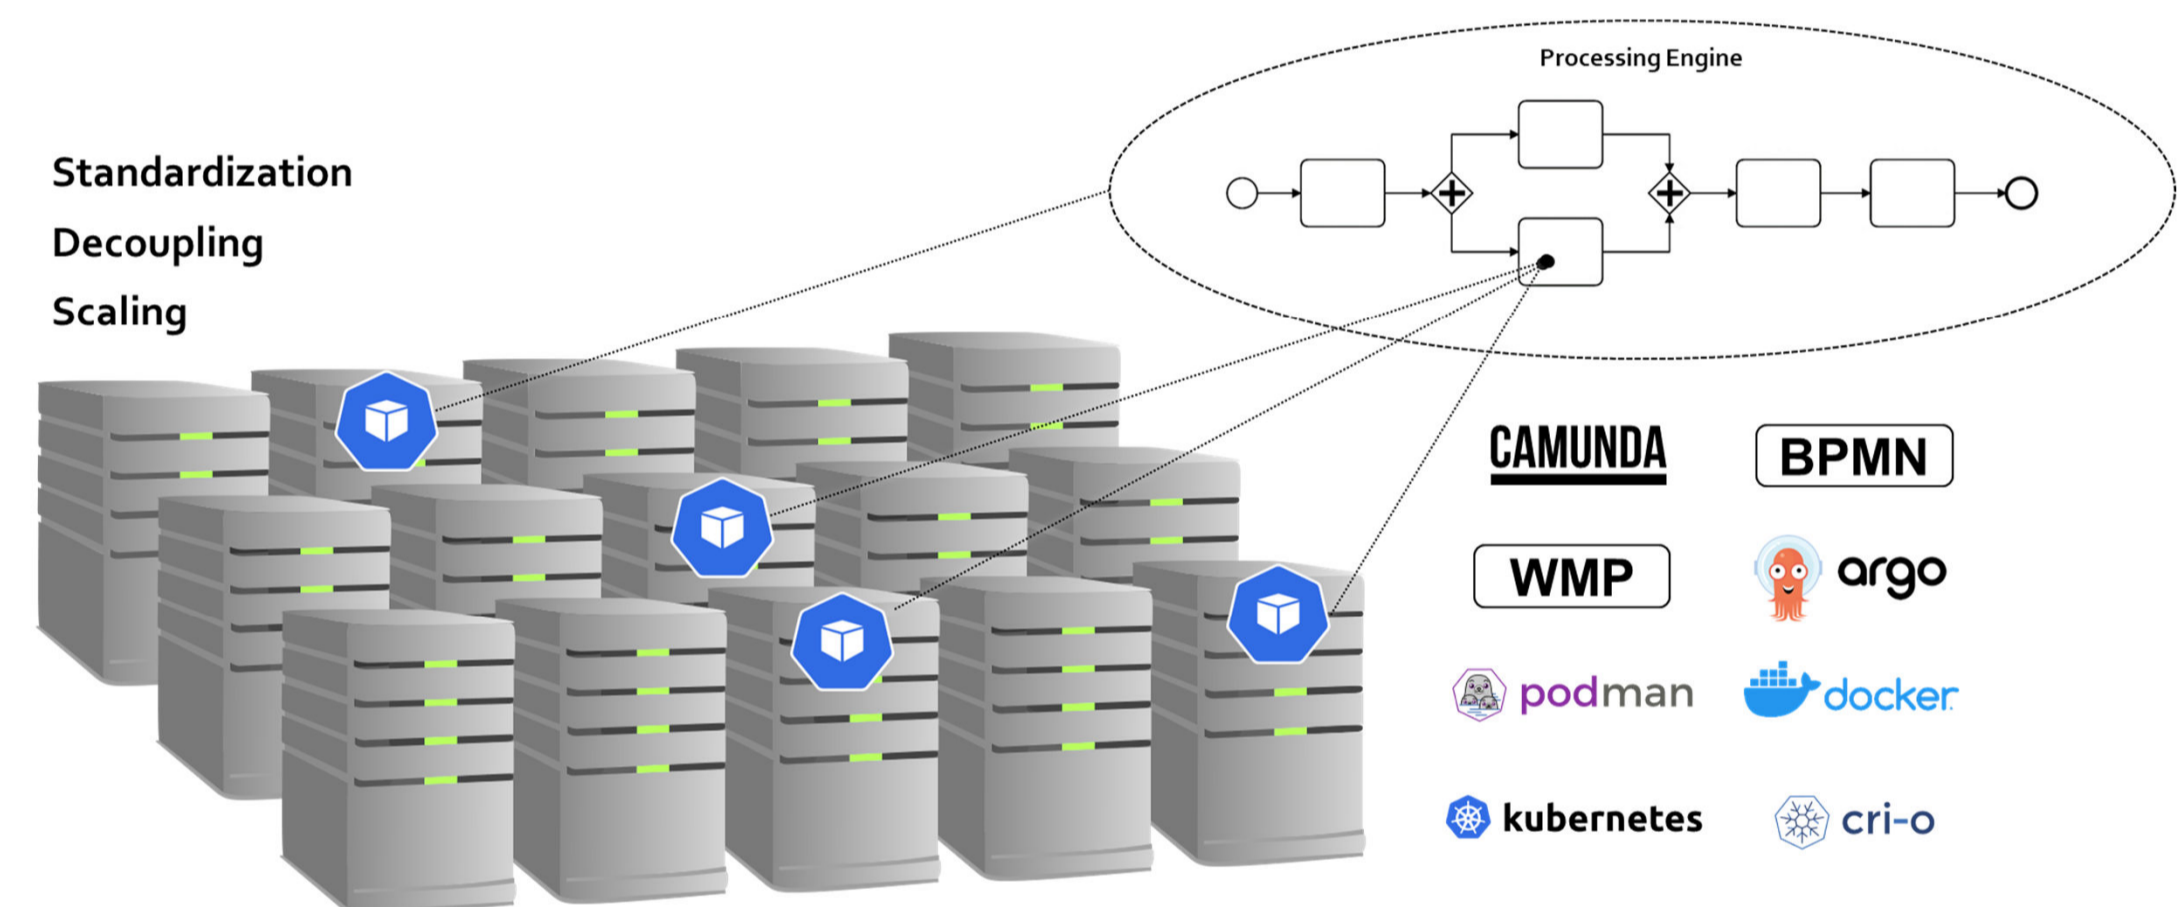 Processing Engine
Standardization
Decoupling
Scaling
CAMUNDA
BPMN
WMP
argo
podman
docker
kubernetes
cri-o